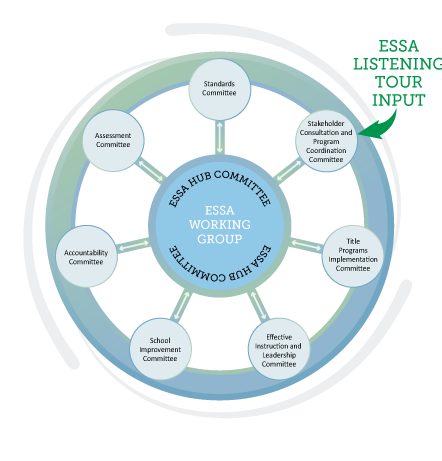 ESSA
LISTENING
TOUR
INPUT
Standards
Committee
Stakeholder
Consultation and
Program
Coordination
Committee
Assessment
Committee
ESSA HUB COMMITTEE
ESSA
WORKING
GROUP
ESSA HUB COMMITTEE
Accountability
Committee
Title
Programs
Implementation
Committee
School
Improvement
Committee
Effective
Instruction and
Leadership
Committee